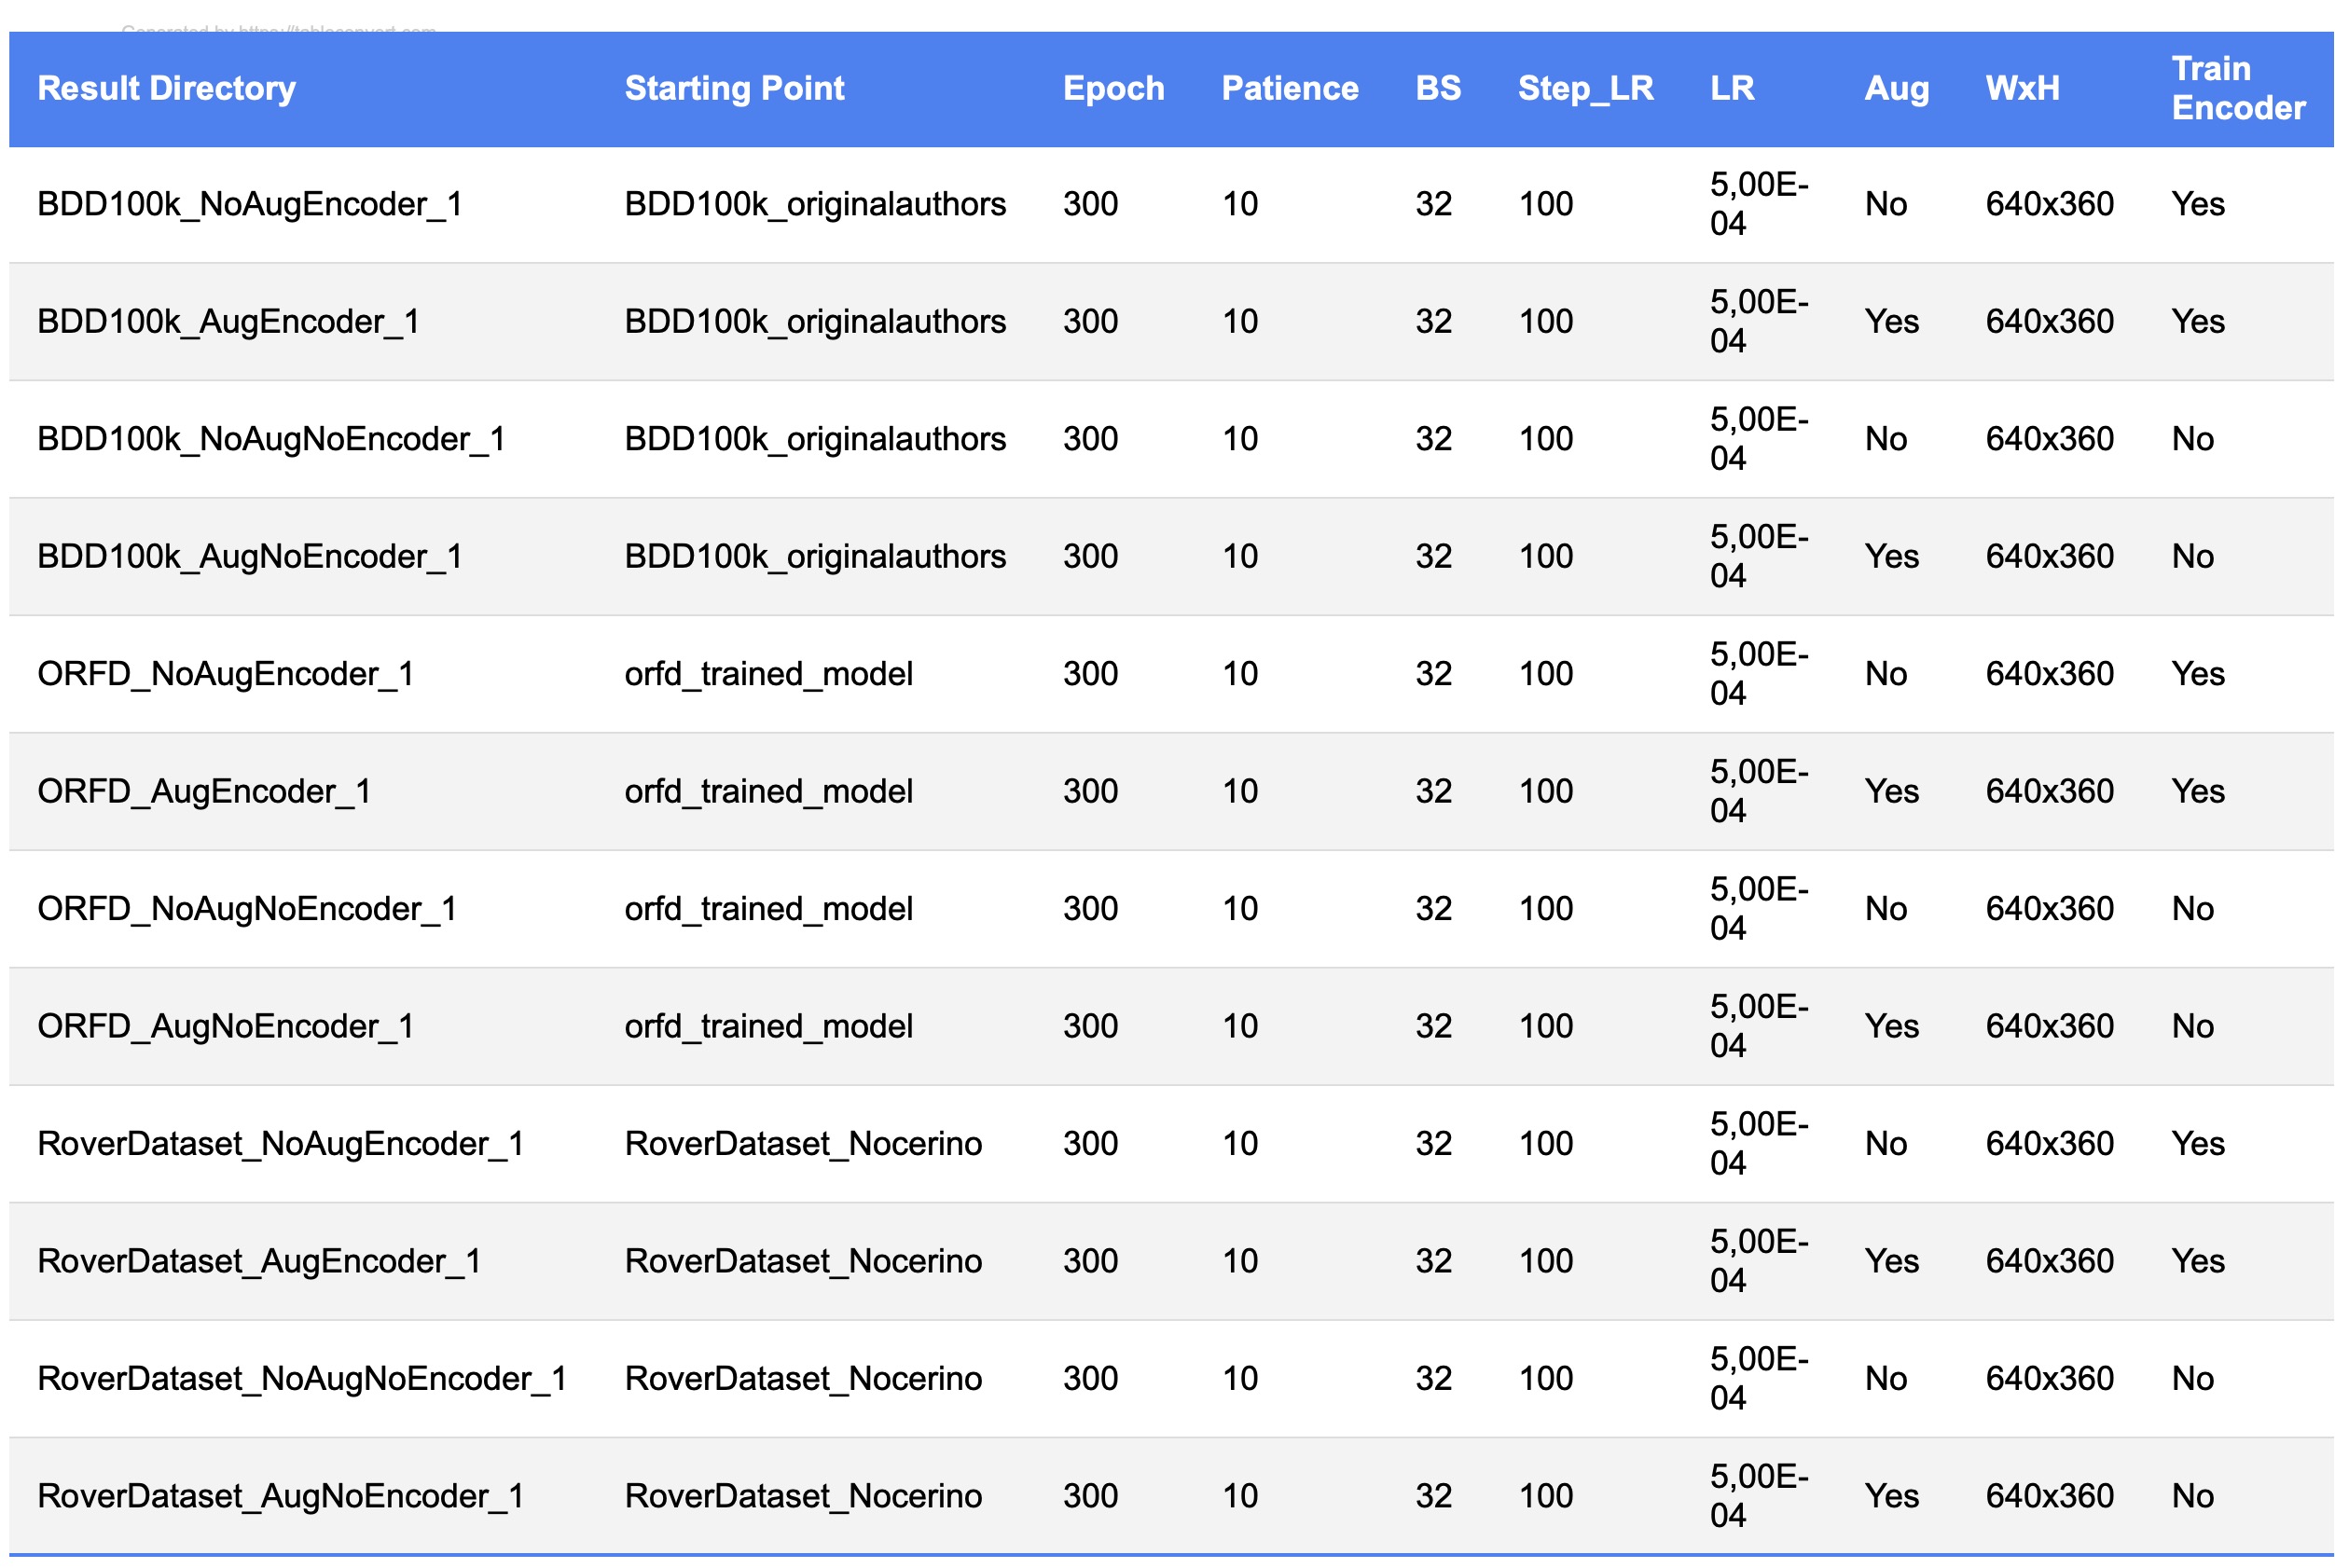 Generated by https://tableconvert.com
Result Directory Starting Point Epoch Patience BS Step_LR LR Aug WxH Train Encoder
BDD100k_NoAugEncoder_1 BDD100k_originalauthors 300 10 32 100 5,00E-04 No 640x360 Yes
BDD100k_AugEncoder_1 BDD100k_originalauthors 300 10 32 100 5,00E-04 Yes 640x360 Yes
BDD100k_NoAugNoEncoder_1 BDD100k_originalauthors 300 10 32 100 5,00E-04 No 640x360 No
BDD100k_AugNoEncoder_1 BDD100k_originalauthors 300 10 32 100 5,00E-04 Yes 640x360 No
ORFD_NoAugEncoder_1 orfd_trained_model 300 10 32 100 5,00E-04 No 640x360 Yes
ORFD_AugEncoder_1 orfd_trained_model 300 10 32 100 5,00E-04 Yes 640x360 Yes
ORFD_NoAugNoEncoder_1 orfd_trained_model 300 10 32 100 5,00E-04 No 640x360 No
ORFD_AugNoEncoder_1 orfd_trained_model 300 10 32 100 5,00E-04 Yes 640x360 No
RoverDataset_NoAugEncoder_1 RoverDataset_Nocerino 300 10 32 100 5,00E-04 No 640x360 Yes
RoverDataset_AugEncoder_1 RoverDataset_Nocerino 300 10 32 100 5,00E-04 Yes 640x360 Yes
RoverDataset_NoAugNoEncoder_1 RoverDataset_Nocerino 300 10 32 100 5,00E-04 No 640x360 No
RoverDataset_AugNoEncoder_1 RoverDataset_Nocerino 300 10 32 100 5,00E-04 Yes 640x360 No